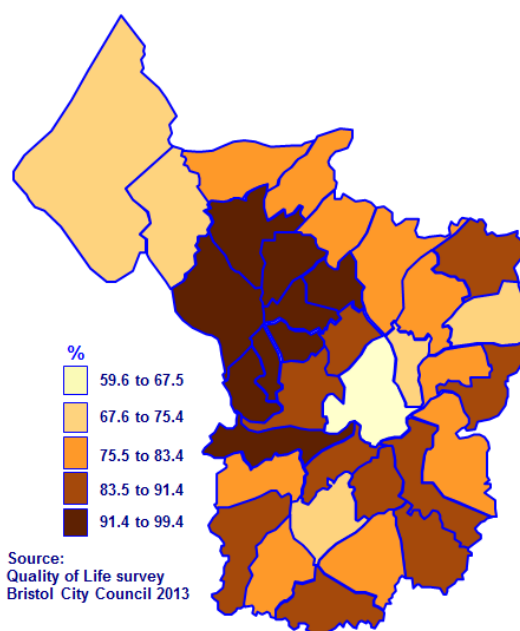 %
59.6 to 67.5
67.6 to 75.4
75.5 to 83.4
83.5 to 91.4
91.4 to 99.4
Source:
Quality of Life survey
Bristol City Council 2013